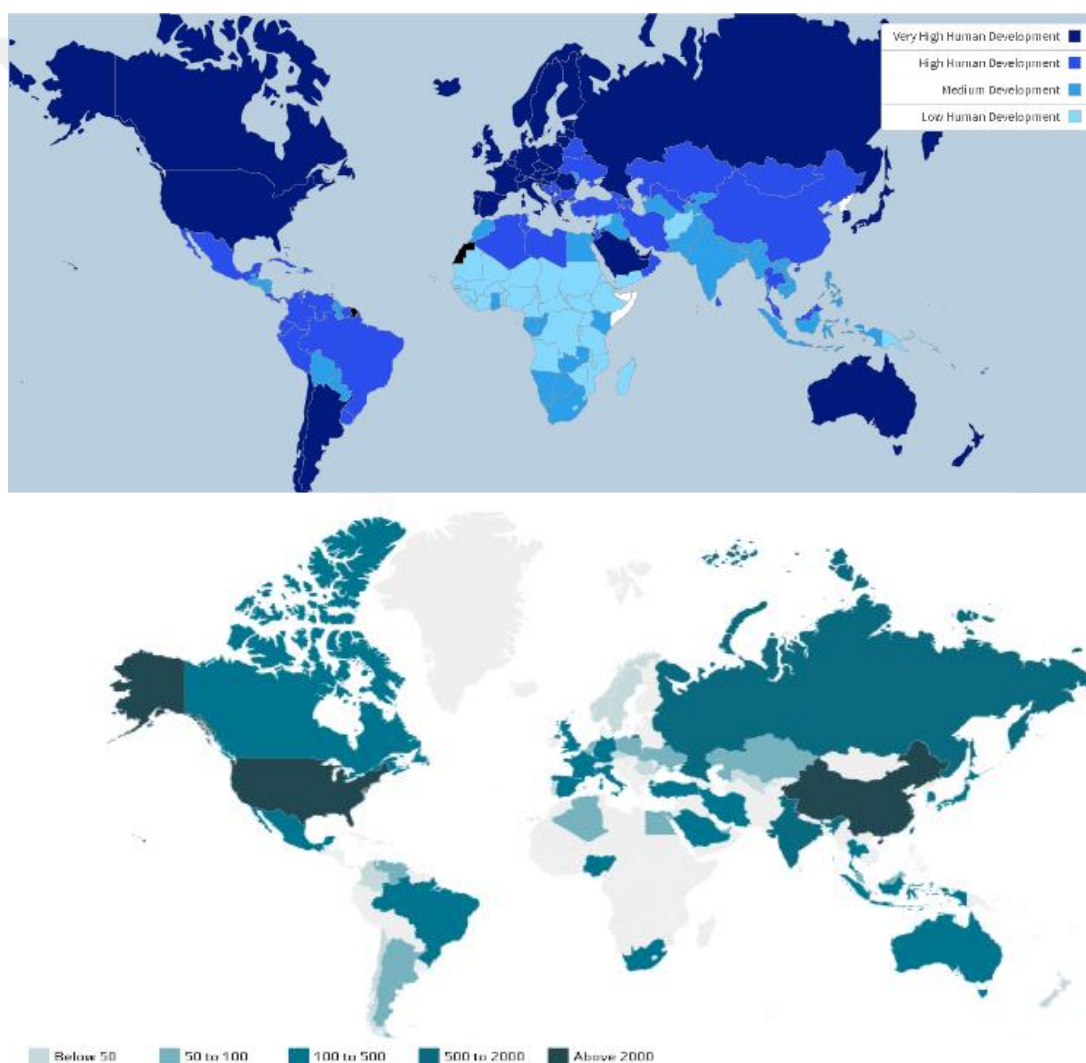 Very High Human Development
High Human Development
Medium Development
Low Human Development
Below 50
50 to 100
100 to 500
500 to 2000
Above 2000